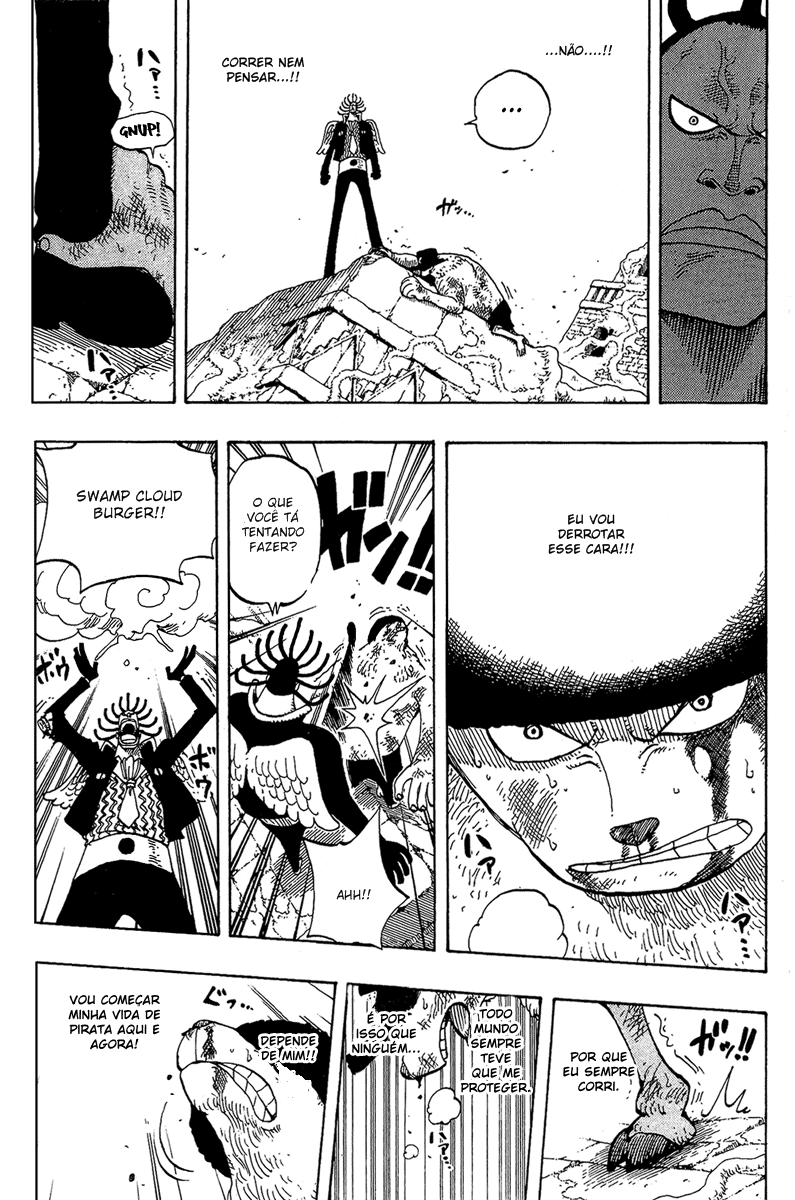 ...NÃO....!!
...
CORRER NEM
PENSAR...!!
ガッ...
ハァ...
GNUP!
ハァ...
EU VOU
DERROTAR
ESSE CARA!!!
ハァ...
ハァ...
ガン!!
O QUE
VOCÊ TÁ
TENTANDO
FAZER?
AHH!!
SWAMP CLOUD
BURGER!!
ボウ
ボウ
グッ!!
POR QUE
EU SEMPRE
CORRI.
TODO
MUNDO
SEMPRE
TEVE
QUE ME
PROTEGER.
É POR
ISSO QUE
NINGUÉM...
ハァ...
DEPENDE
DE MIM!!
ぐっ...
VOU COMEÇAR
MINHA VIDA DE
PIRATA AQUI E
AGORA!